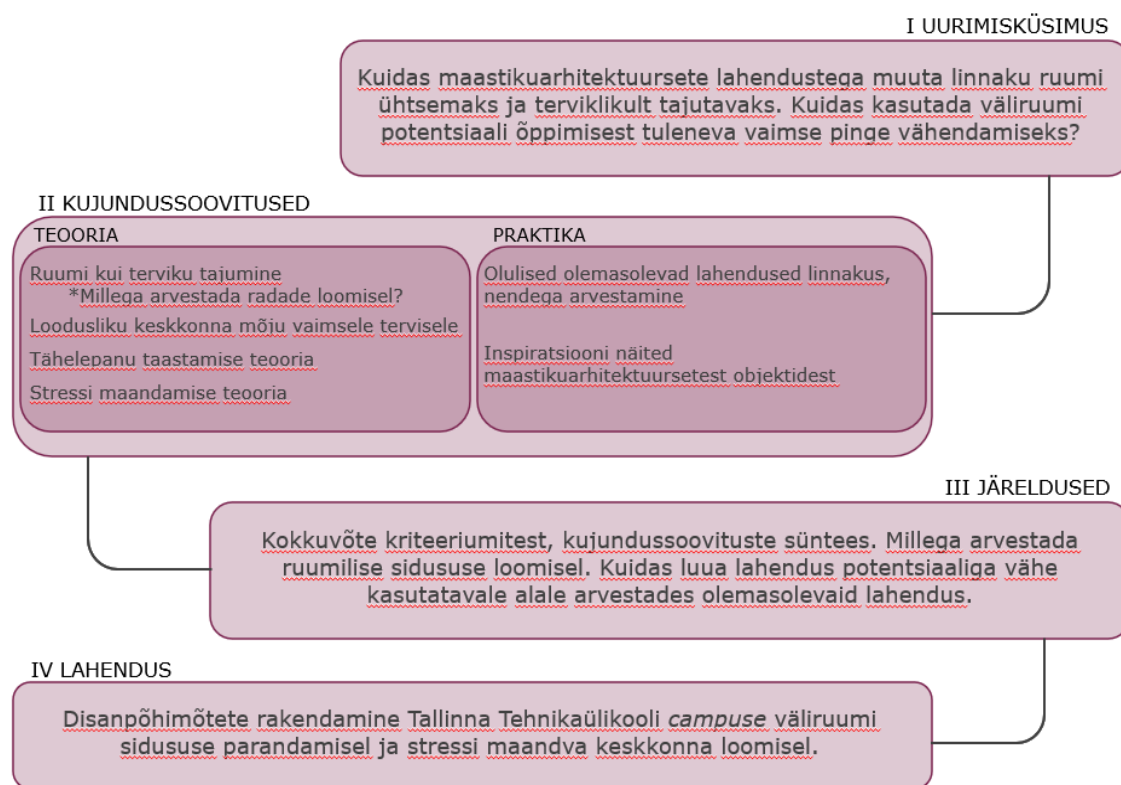 I UURIMISKÜSIMUS
Kuidas maastikuarhitektuursete lahendustega muuta linnaku ruumi
ühtsemaks ja terviklikult tajutavaks. Kuidas kasutada väliruumi
potentsiaali õppimisest tuleneva vaimse pinge vähendamiseks?
II KUJUNDUSSOOVITUSED
TEOORIA
Ruumi kui terviku tajumine
*Millega arvestada radade loomisel?
Loodusliku keskkonna mõju vaimsele tervisele
Tähelepanu taastamise teooria
Stressi maandamise teooria
PRAKTIKA
Olulised olemasolevad lahendused linnakus,
nendega arvestamine
Inspiratsiooni näited
maastikuarhitektuursetest objektidest
III JÄRELDUSED
Kokkuvõte kriteeriumitest, kujundussoovituste süntees. Millega arvestada
ruumilise sidususe loomisel. Kuidas luua lahendus potentsiaaliga vähe
kasutatavale alale arvestades olemasolevaid lahendus.
IV LAHENDUS
Disanpõhimõtete rakendamine Tallinna Tehnikaülikooli campuse väliruumi
sidususe parandamisel ja stressi maandva keskkonna loomisel.